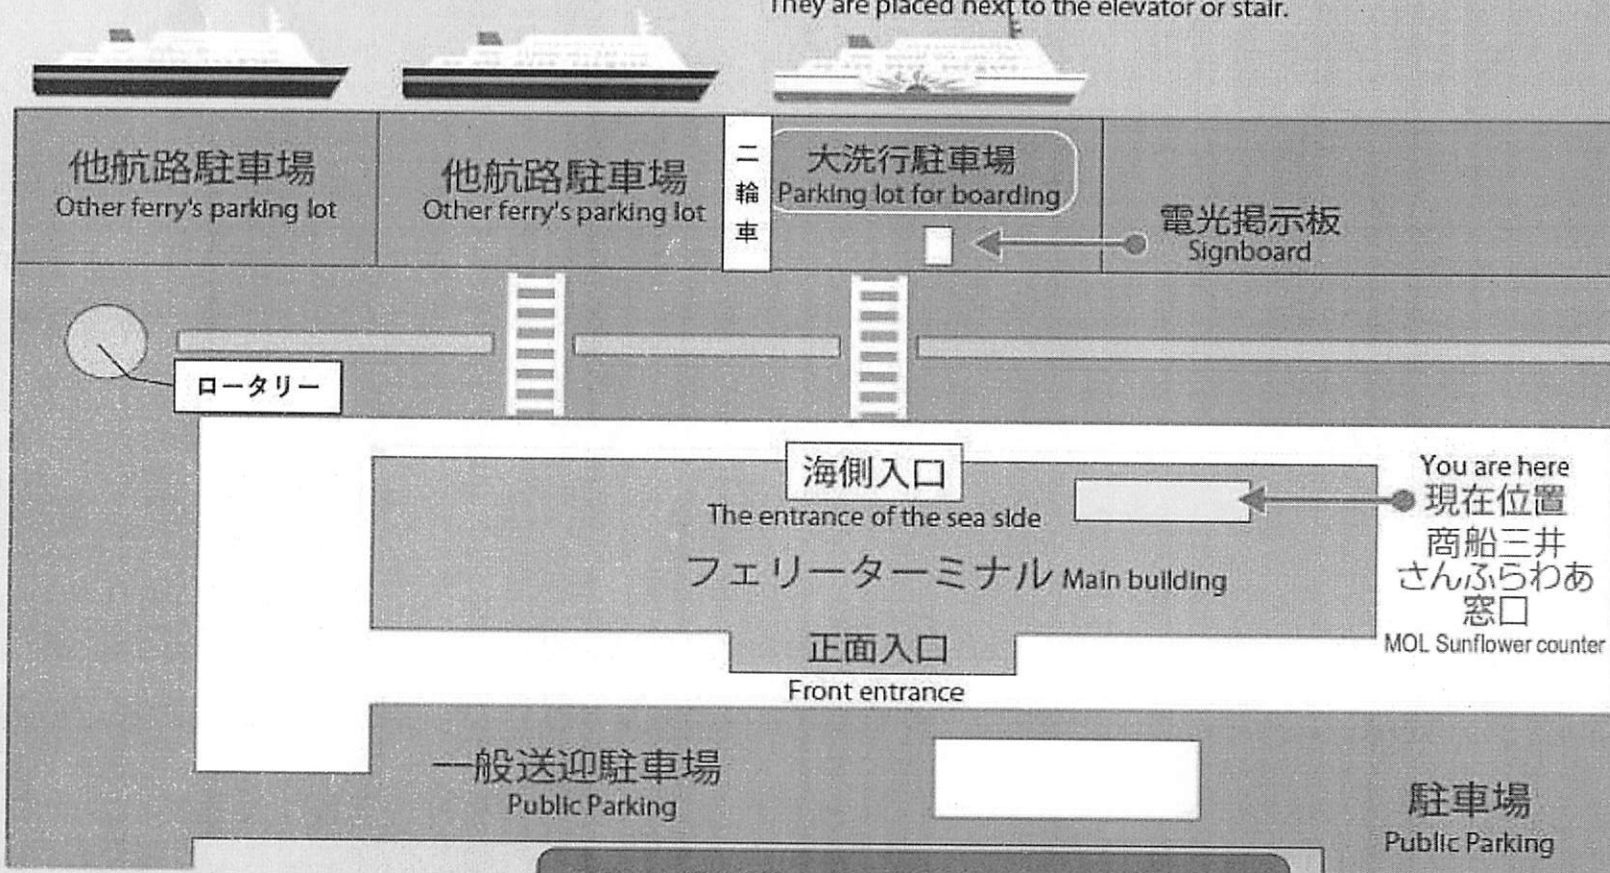 They are placed next to the elevator or stair.
他航路駐車場
Other ferry's parking lot
他航路駐車場
Other ferry's parking lot
二輪車
大洗行駐車場
Parking lot for boarding
電光掲示板
Signboard
ロータリー
海側入口
The entrance of the sea side
You are here
現在位置
商船三井
さんふらわあ
窓口
MOL Sunflower counter
フェリーターミナル Main building
正面入口
Front entrance
一般送迎駐車場
Public Parking
駐車場
Public Parking